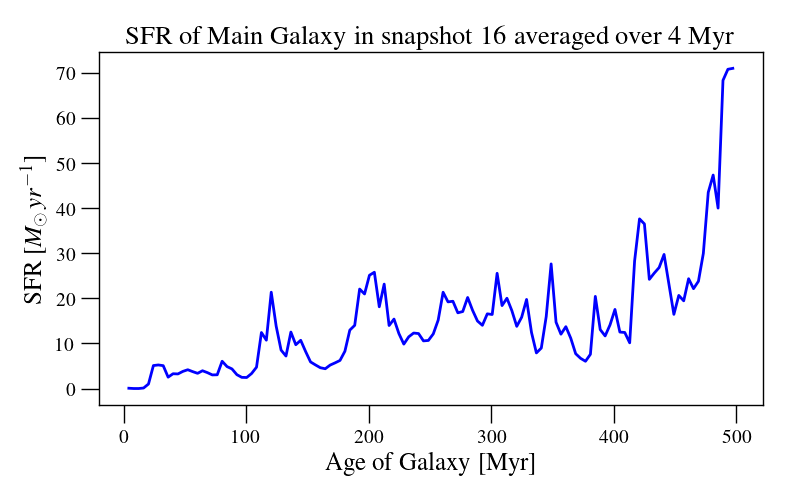 SFR of Main Galaxy in snapshot 16 averaged over 4 Myr
SFR [M⊙ yr⁻¹]
70
60
50
40
30
20
10
0
0 100 200 300 400 500
Age of Galaxy [Myr]